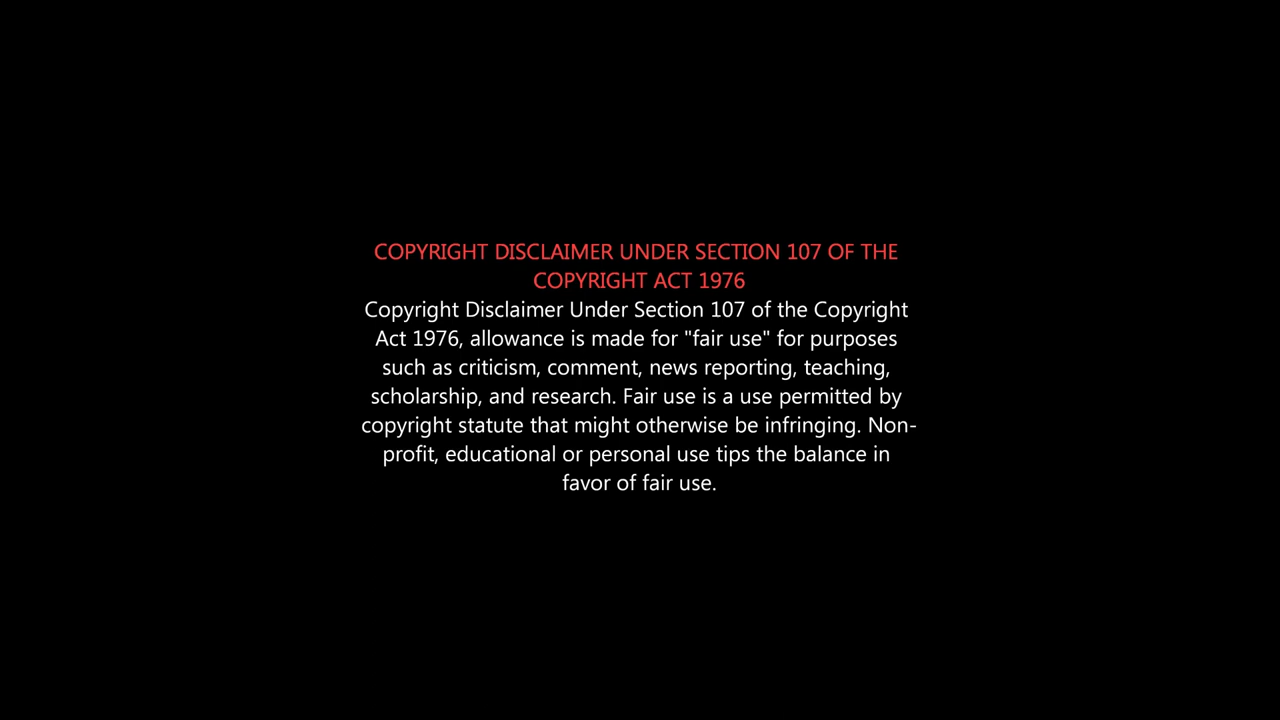 COPYRIGHT DISCLAIMER UNDER SECTION 107 OF THE
COPYRIGHT ACT 1976
Copyright Disclaimer Under Section 107 of the Copyright
Act 1976, allowance is made for "fair use" for purposes
such as criticism, comment, news reporting, teaching,
scholarship, and research. Fair use is a use permitted by
copyright statute that might otherwise be infringing. Non-
profit, educational or personal use tips the balance in
favor of fair use.